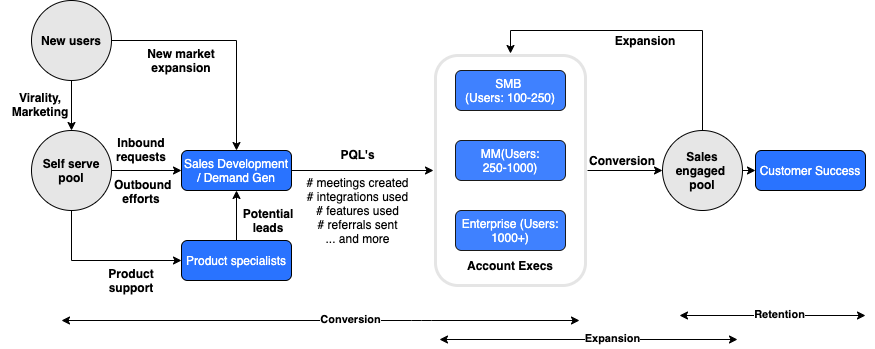 New users
New market
expansion
Virality,
Marketing
Self serve
pool
Inbound
requests
Outbound
efforts
Sales Development
/ Demand Gen
Potential
leads
Product specialists
Product
support
PQL's
# meetings created
# integrations used
# features used
# referrals sent
... and more
SMB
(Users: 100-250)
MM(Users:
250-1000)
Enterprise (Users:
1000+)
Account Execs
Expansion
Conversion
Sales
engaged
pool
Customer Success
Conversion
Expansion
Retention